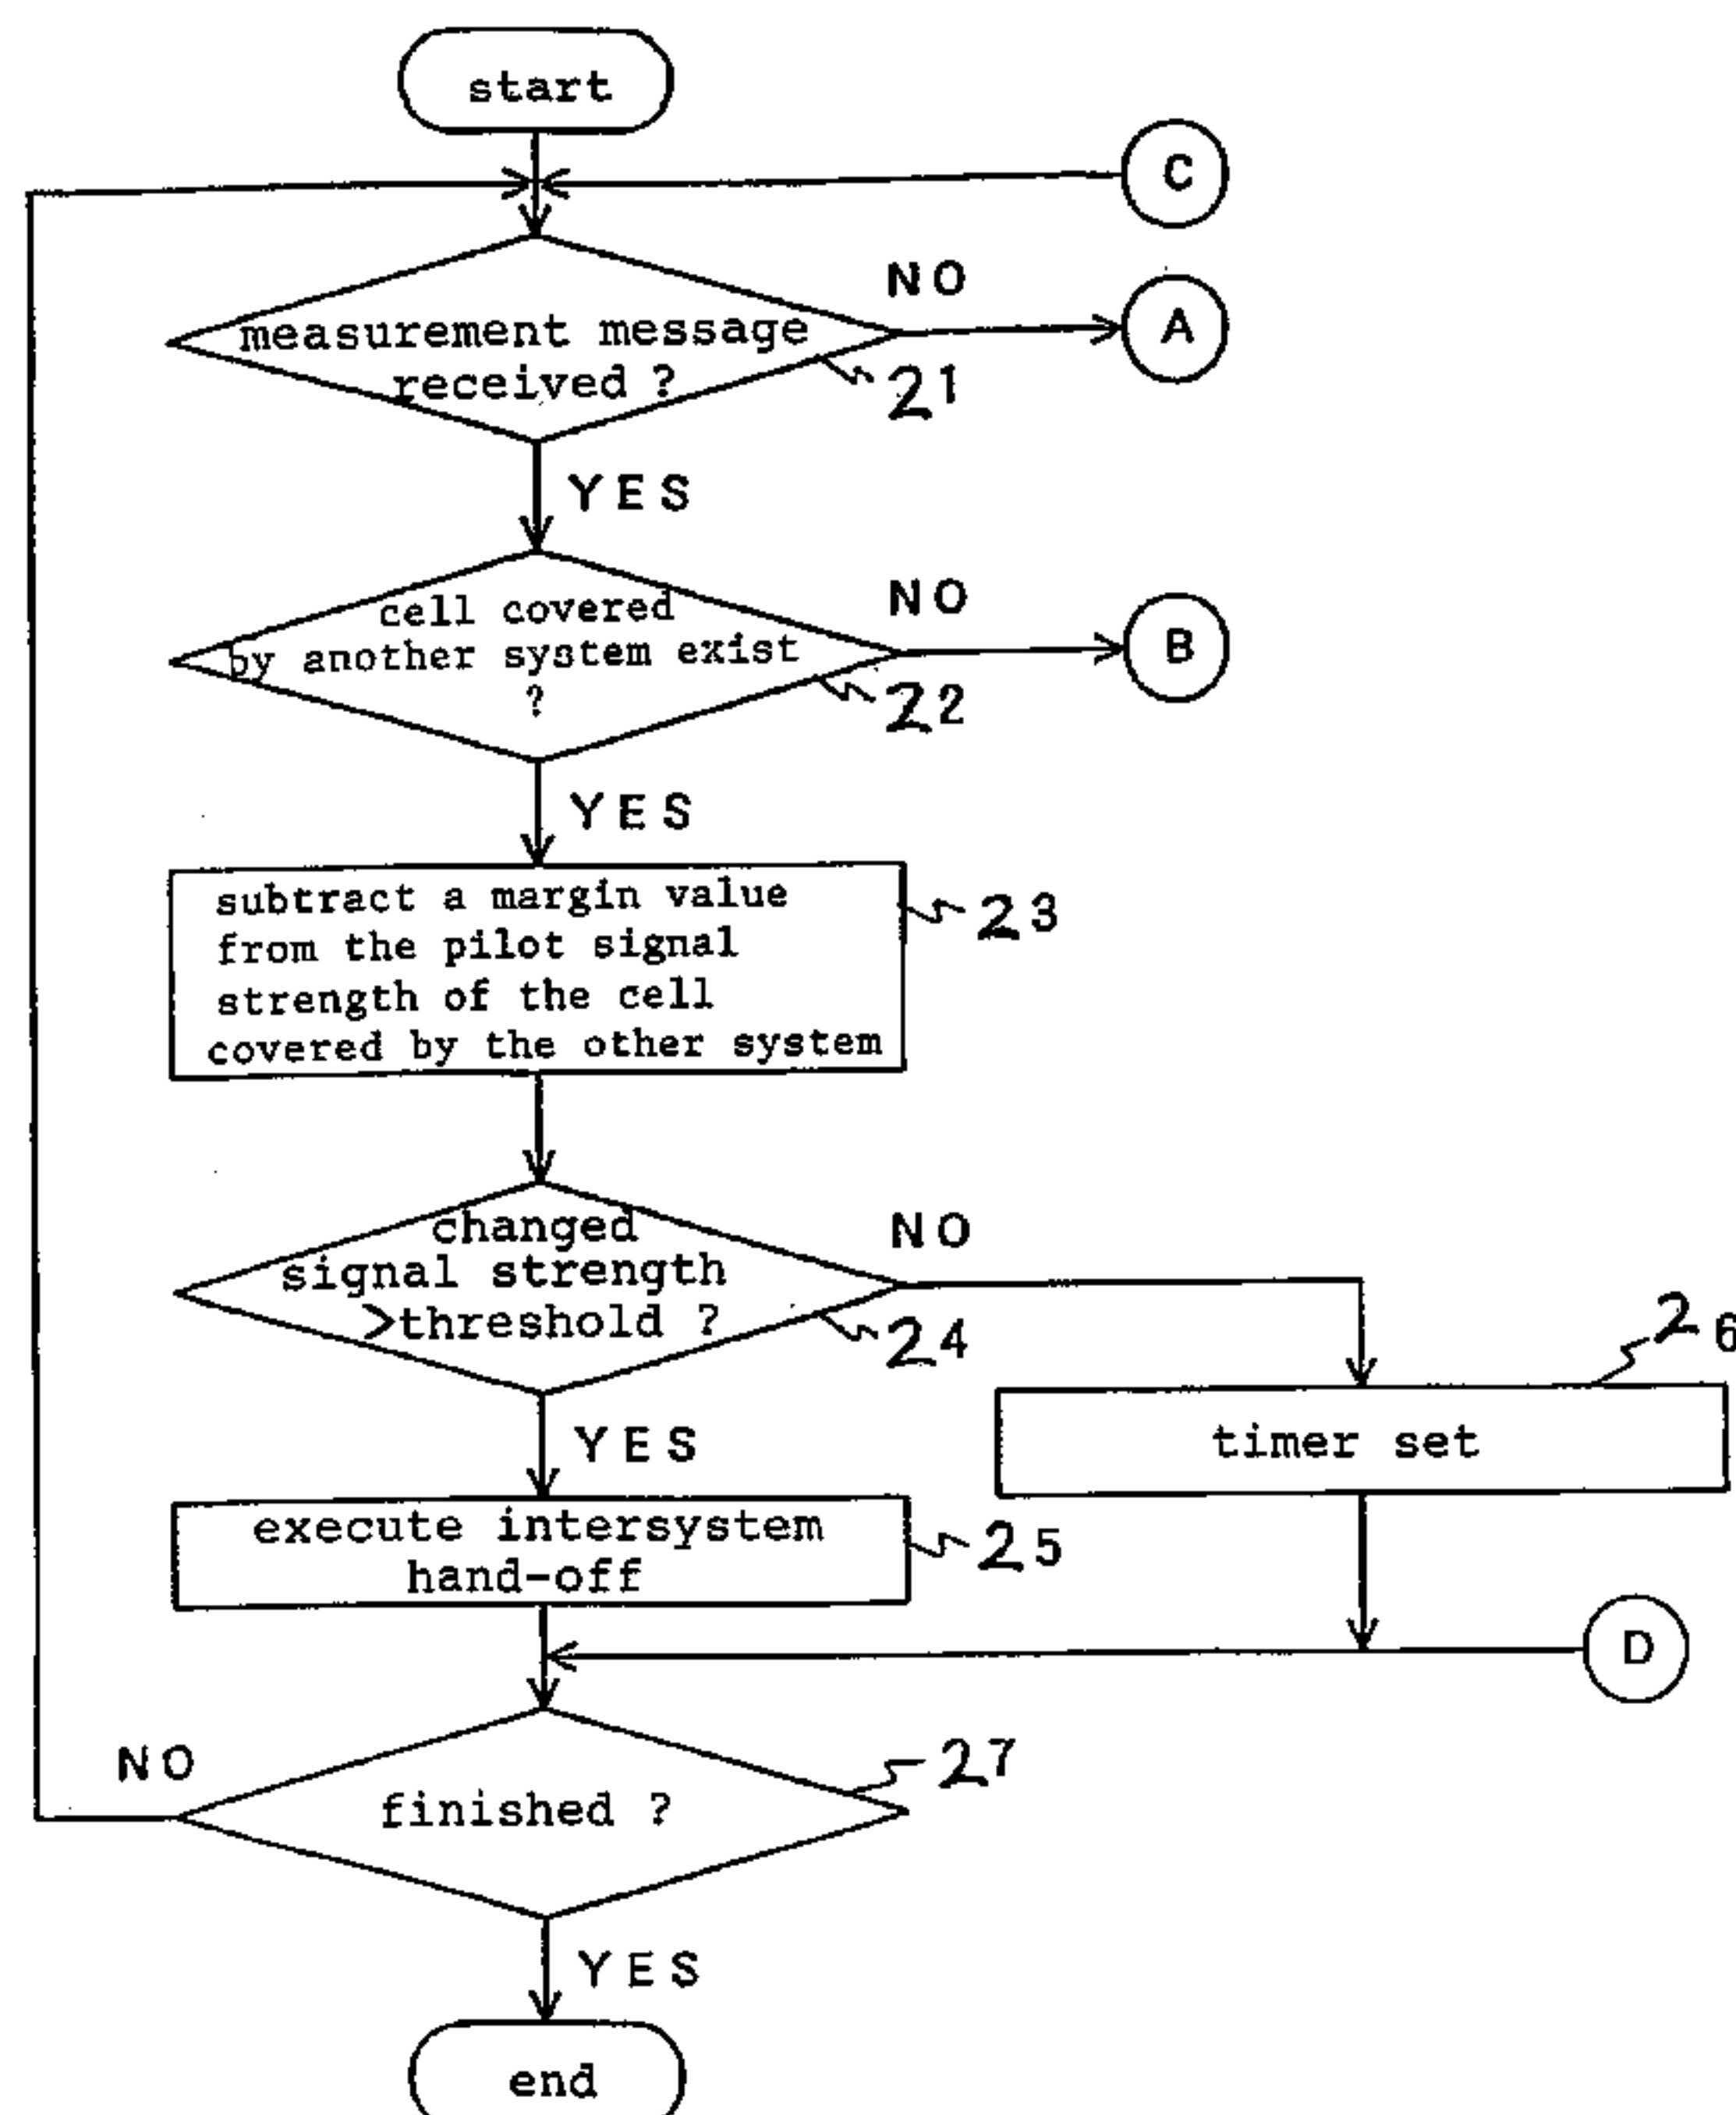 start
C
NO
A
measurement message
received ?
21
YES
NO
cell covered
by another system exist
?
B
22
YES
subtract a margin value
from the pilot signal
strength of the cell
covered by the other system
23
changed
signal strength
>threshold ?
NO
24
26
YES
timer set
execute intersystem
hand-off
25
D
27
NO
finished ?
YES
end